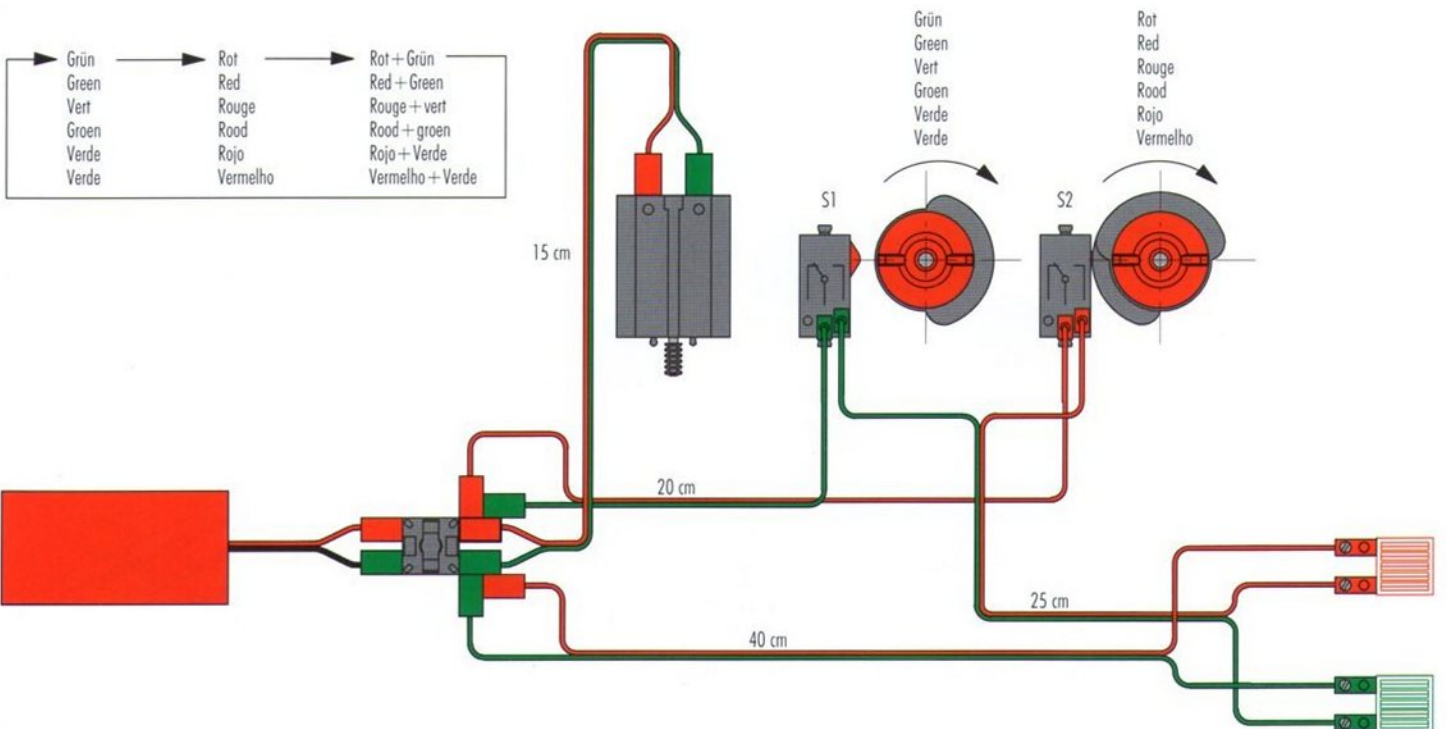 Grün Rot Rot+Grün
Green Red Red+Green
Vert Rouge Rouge+vert
Groen Rood Rood+groen
Verde Rojo Rojo+Verde
Verde Vermelho Vermelho+Verde
Grün
Green
Vert
Groen
Verde
Verde
Rot
Red
Rouge
Rood
Rojo
Vermelho
S1
S2
15 cm
20 cm
25 cm
40 cm